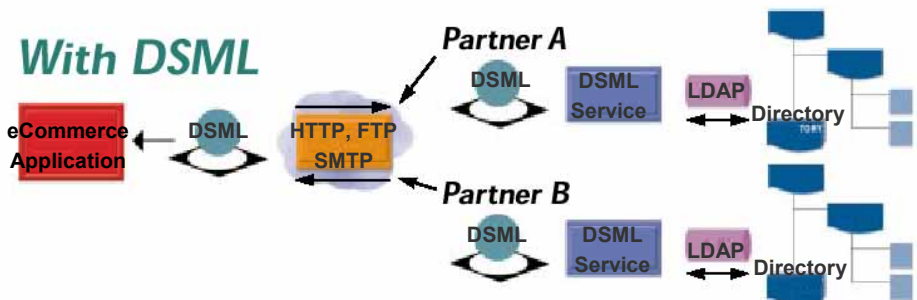 With DSML
Partner A
DSML
DSML
Service
LDAP
Directory
TORY
eCommerce
Application
DSML
HTTP, FTP
SMTP
Partner B
DSML
DSML
Service
LDAP
Directory